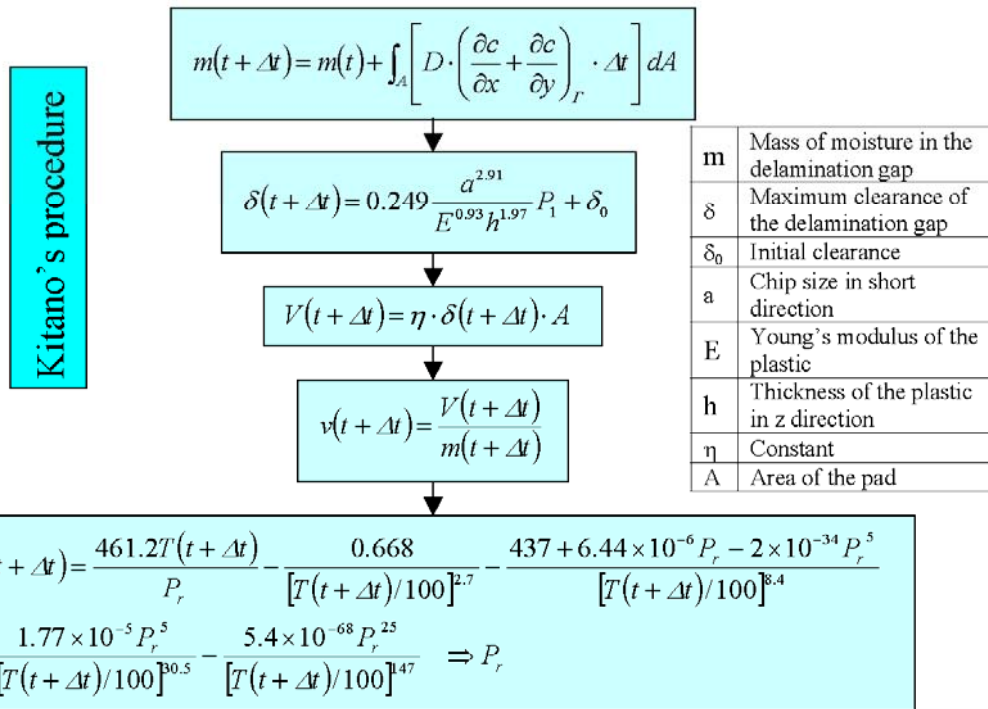 Kitano's procedure
m(t + Δt) = m(t) + ∫_A [ D · ( ∂c/∂x + ∂c/∂y )_Γ · Δt ] dA
δ(t + Δt) = 0.249 a^2.91 / E^0.93 h^1.97 P_1 + δ_0
V(t + Δt) = η · δ(t + Δt) · A
v(t + Δt) = V(t + Δt) / m(t + Δt)
+ Δt) = 461.2T(t + Δt) / P_r − 0.668 / [T(t + Δt)/100]^2.7 − 437 + 6.44 × 10^-6 P_r − 2 × 10^-34 P_r^5 / [T(t + Δt)/100]^8.4
1.77 × 10^-5 P_r^5 / [T(t + Δt)/100]^30.5 − 5.4 × 10^-68 P_r^25 / [T(t + Δt)/100]^147 ⇒ P_r
m Mass of moisture in the
delamination gap
δ Maximum clearance of
the delamination gap
δ_0 Initial clearance
a Chip size in short
direction
E Young's modulus of the
plastic
h Thickness of the plastic
in z direction
η Constant
A Area of the pad